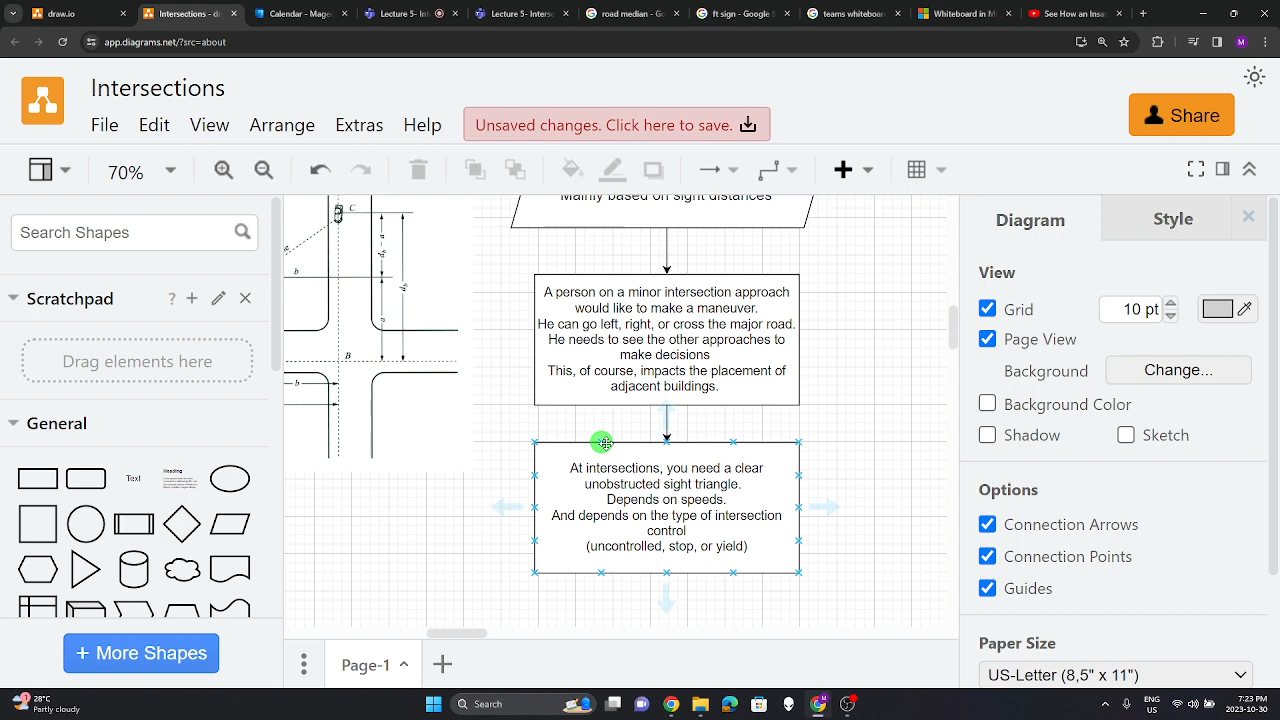 draw.io
Intersections - dr
Calendar - Mage
Lecture 5- Int
Lecture 5- Interse
road median - G
ft sign - Google S
teams whiteboar
Whiteboard in M
See How an Inse
app.diagrams.net/?src=about
Intersections
File Edit View Arrange Extras Help
Unsaved changes. Click here to save.
Share
70%
Search Shapes
Scratchpad
?
Drag elements here
General
Text
Heading
+ More Shapes
C
b
a
B
b
Mainly based on sight distances
A person on a minor intersection approach
would like to make a maneuver.
He can go left, right, or cross the major road.
He needs to see the other approaches to
make decisions
This, of course, impacts the placement of
adjacent buildings.
At intersections, you need a clear
unobstructed sight triangle.
Depends on speeds.
And depends on the type of intersection
control
(uncontrolled, stop, or yield)
Page-1
Diagram
Style
View
Grid
10 pt
Page View
Background
Change...
Background Color
Shadow
Sketch
Options
Connection Arrows
Connection Points
Guides
Paper Size
US-Letter (8,5" x 11")
1
28°C
Partly cloudy
Search
ENG
US
7:23 PM
2023-10-30